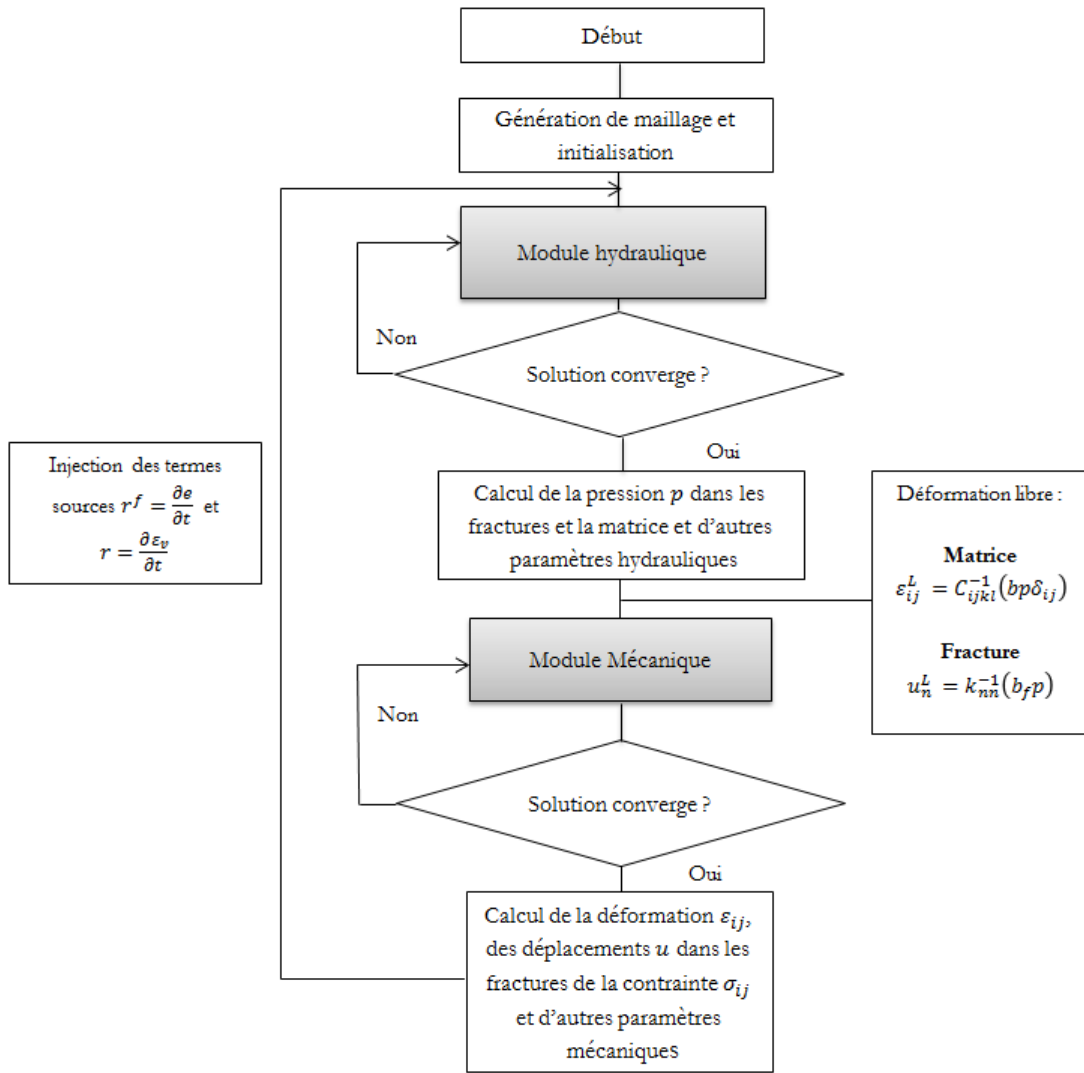 Début
Génération de maillage et
initialisation
Module hydraulique
Non
Solution converge ?
Oui
Injection des termes
sources r^f = ∂e/∂t et
r = ∂ε_v/∂t
Calcul de la pression p dans les
fractures et la matrice et d'autres
paramètres hydrauliques
Déformation libre :
Matrice
ε_ij^L = C_ijkl^-1(bpδ_ij)
Fracture
u_n^L = k_nn^-1(b_f p)
Module Mécanique
Non
Solution converge ?
Oui
Calcul de la déformation ε_ij,
des déplacements u dans les
fractures de la contrainte σ_ij
et d'autres paramètres
mécaniques